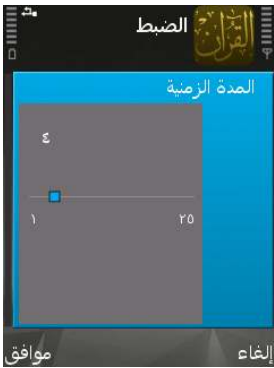 القرآن
الضبط
المدة الزمنية
٤
١ ٢٥
موافق إلغاء